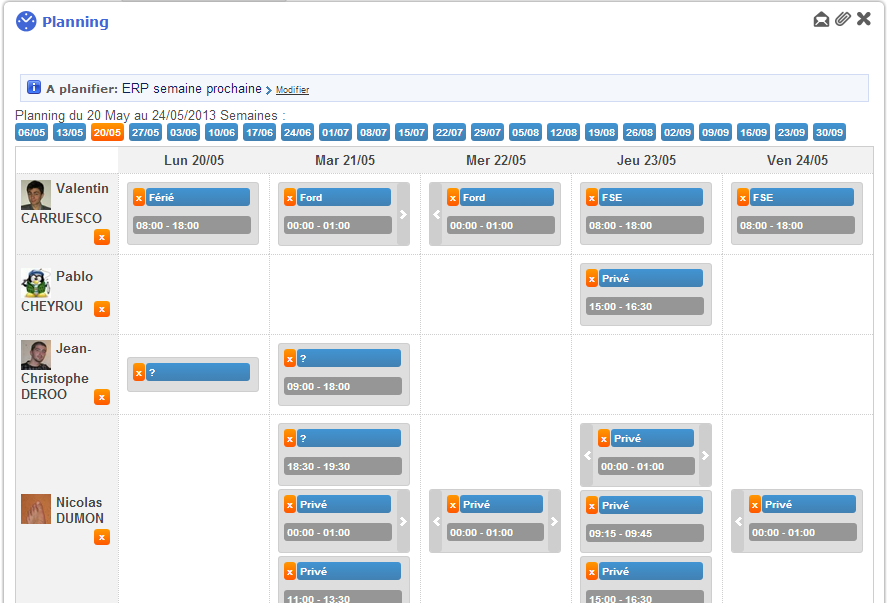 Planning
A planifier: ERP semaine prochaine > Modifier
Planning du 20 May au 24/05/2013 Semaines :
06/05 13/05 20/05 27/05 03/06 10/06 17/06 24/06 01/07 08/07 15/07 22/07 29/07 05/08 12/08 19/08 26/08 02/09 09/09 16/09 23/09 30/09
Lun 20/05 Mar 21/05 Mer 22/05 Jeu 23/05 Ven 24/05
Valentin
CARRUESCO
x
x Férié
08:00 - 18:00
x Ford
00:00 - 01:00
x Ford
00:00 - 01:00
x FSE
08:00 - 18:00
x FSE
08:00 - 18:00
Pablo
CHEYROU
x
x Privé
15:00 - 16:30
Jean-
Christophe
DEROO
x
x ?
x ?
09:00 - 18:00
Nicolas
DUMON
x
x ?
18:30 - 19:30
x Privé
00:00 - 01:00
x Privé
11:00 - 13:30
x Privé
00:00 - 01:00
x Privé
00:00 - 01:00
x Privé
09:15 - 09:45
x Privé
15:00 - 16:30
x Privé
00:00 - 01:00